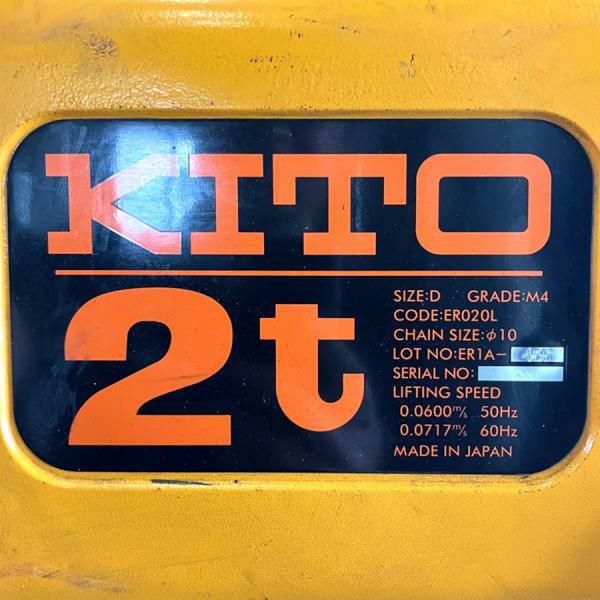 KITO
2t
SIZE:D GRADE:M4
CODE:ER020L
CHAIN SIZE:φ10
LOT NO:ER1A-
SERIAL NO:
LIFTING SPEED
0.0600m/s 50Hz
0.0717m/s 60Hz
MADE IN JAPAN